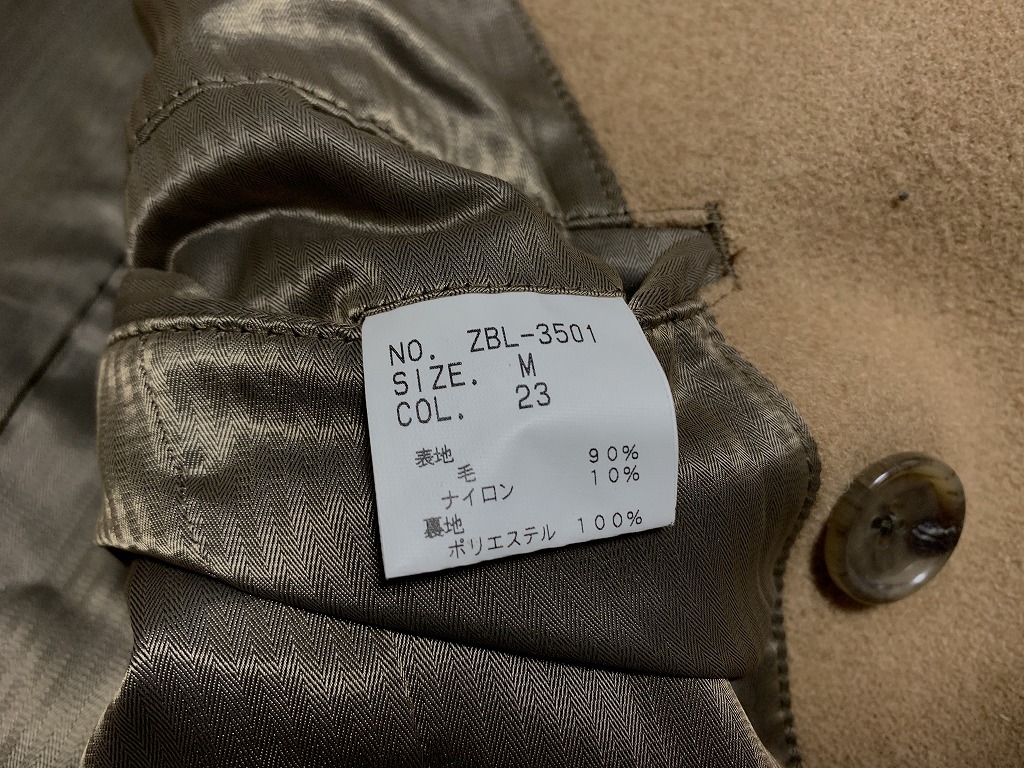 NO. ZBL-3501
SIZE. M
COL. 23
表地
毛 90%
ナイロン 10%
裏地
ポリエステル 100%